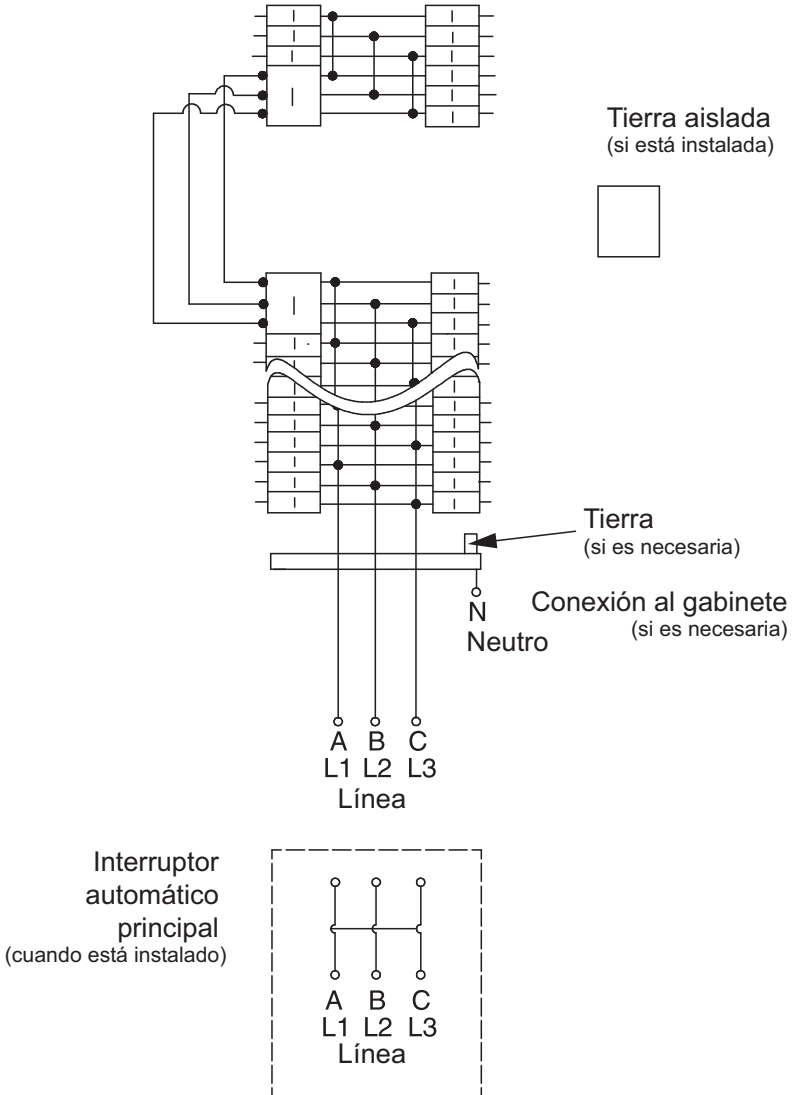 Tierra aislada
(si está instalada)
Tierra
(si es necesaria)
N
Neutro
Conexión al gabinete
(si es necesaria)
A B C
L1 L2 L3
Línea
Interruptor
automático
principal
(cuando está instalado)
A B C
L1 L2 L3
Línea